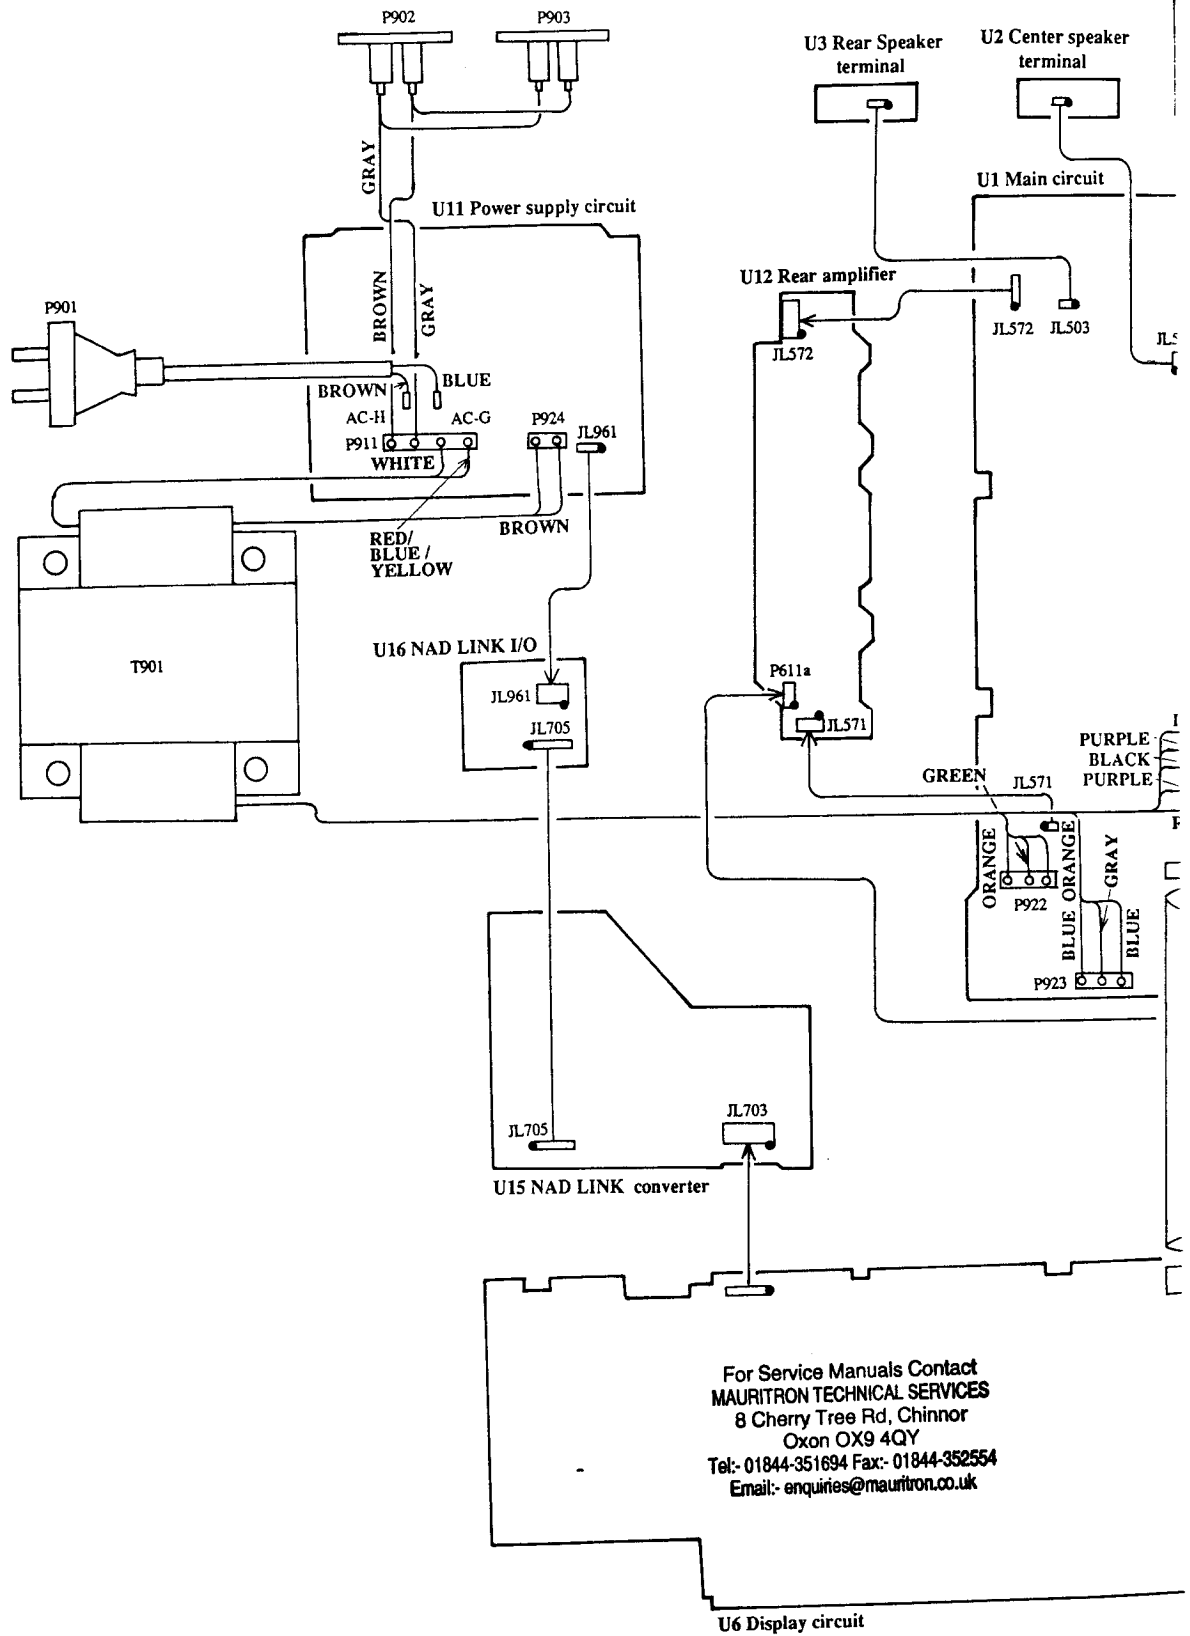 P902
P903
U3 Rear Speaker
terminal
U2 Center speaker
terminal
GRAY
U1 Main circuit
U11 Power supply circuit
U12 Rear amplifier
P901
BROWN
GRAY
JL572
JL503
JL572
BROWN
BLUE
AC-H
AC-G
P924
JL961
P911
WHITE
BROWN
RED/
BLUE /
YELLOW
U16 NAD LINK I/O
T901
P611a
JL961
JL705
JL571
PURPLE
BLACK
PURPLE
GREEN
JL571
ORANGE
ORANGE
GRAY
P922
BLUE
BLUE
P923
JL705
JL703
U15 NAD LINK converter
For Service Manuals Contact
MAURITRON TECHNICAL SERVICES
8 Cherry Tree Rd, Chinnor
Oxon OX9 4QY
Tel:- 01844-351694 Fax:- 01844-352554
Email:- enquiries@mauritron.co.uk
U6 Display circuit